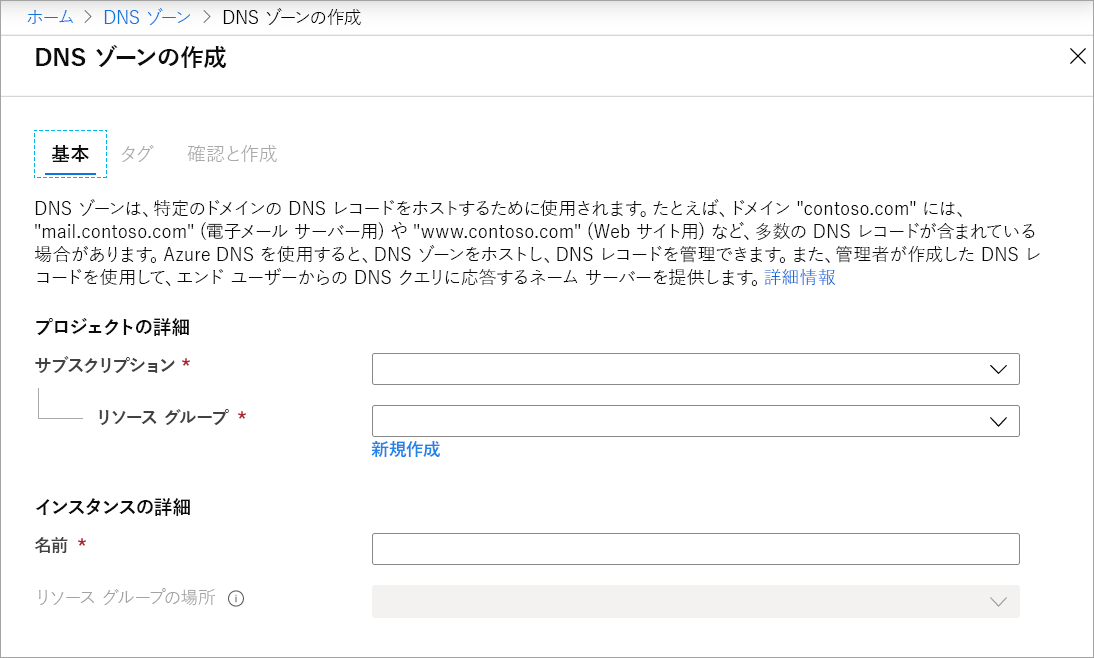 ホーム > DNS ゾーン > DNS ゾーンの作成
DNS ゾーンの作成
基本 タグ 確認と作成
DNS ゾーンは、特定のドメインの DNS レコードをホストするために使用されます。たとえば、ドメイン "contoso.com" には、
"mail.contoso.com" (電子メール サーバー用) や "www.contoso.com" (Web サイト用) など、多数の DNS レコードが含まれている
場合があります。Azure DNS を使用すると、DNS ゾーンをホストし、DNS レコードを管理できます。また、管理者が作成した DNS レ
コードを使用して、エンド ユーザーからの DNS クエリに応答するネーム サーバーを提供します。詳細情報
プロジェクトの詳細
サブスクリプション *
リソース グループ *
新規作成
インスタンスの詳細
名前 *
リソース グループの場所